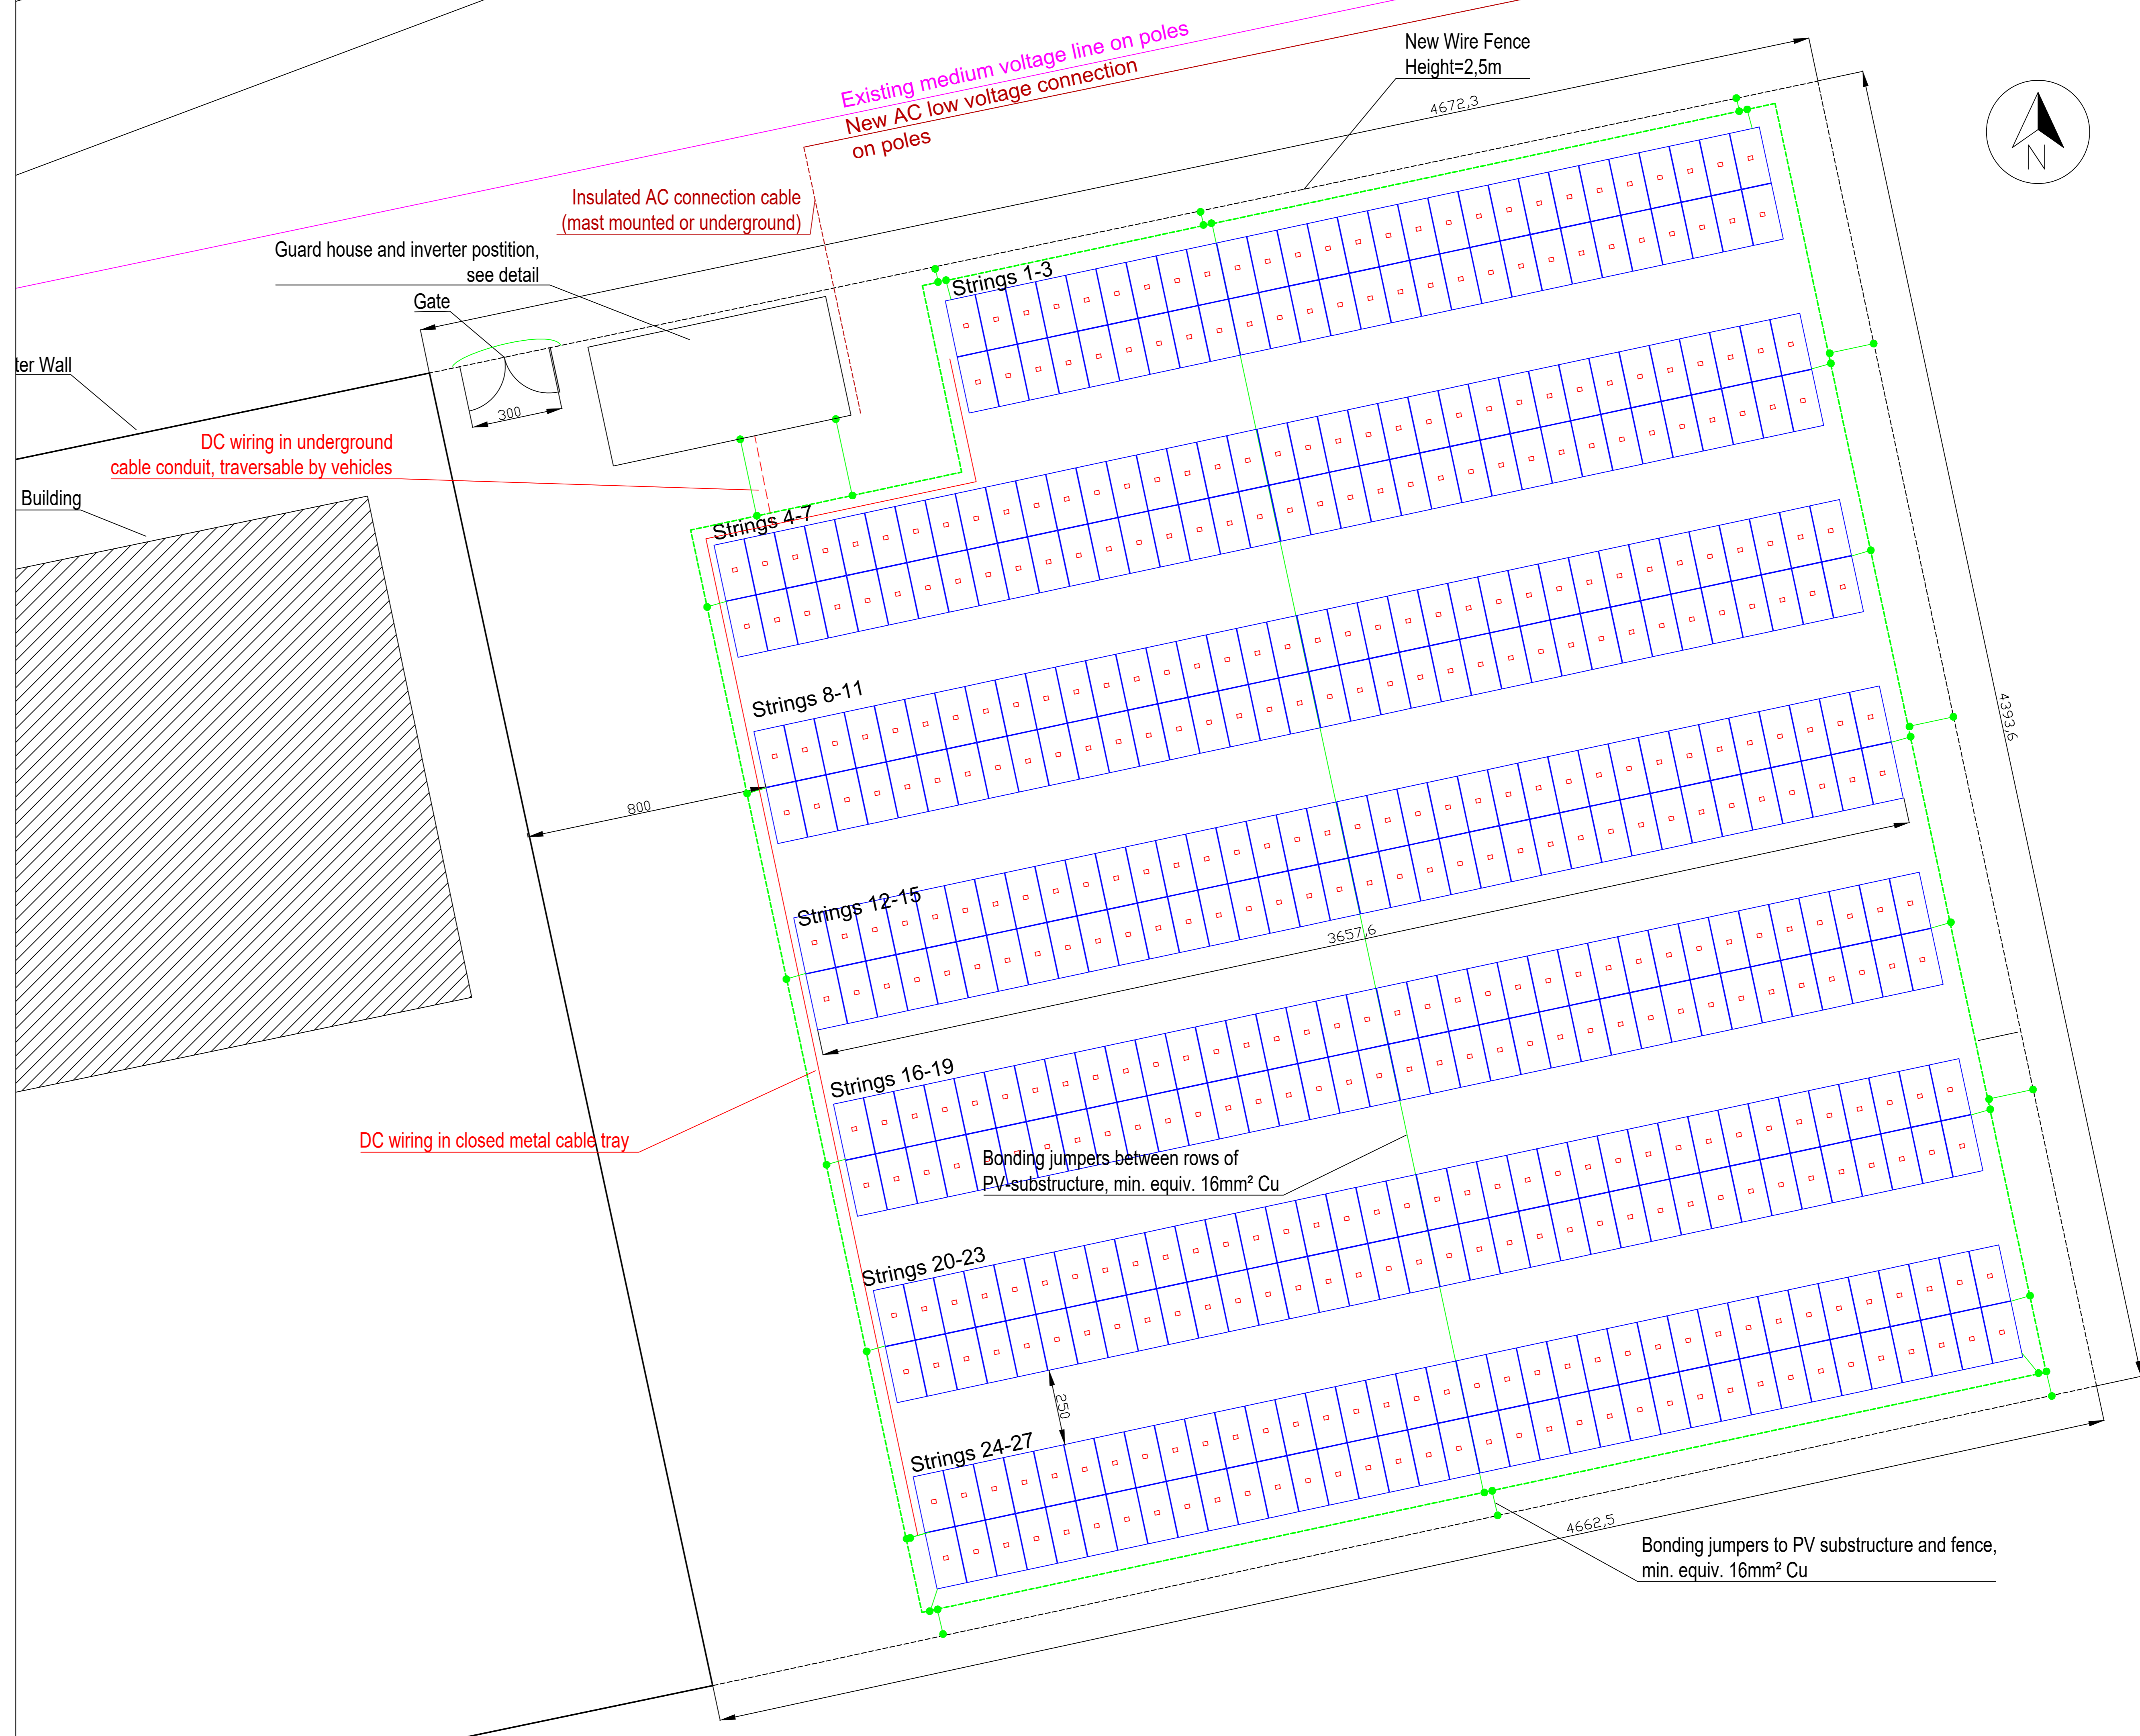 Existing medium voltage line on poles
New AC low voltage connection
on poles
New Wire Fence
Height=2,5m
4672,3
N
Insulated AC connection cable
(mast mounted or underground)
Guard house and inverter postition,
see detail
Gate
ter Wall
300
DC wiring in underground
cable conduit, traversable by vehicles
Building
Strings 1-3
Strings 4-7
Strings 8-11
800
4393,6
Strings 12-15
3657,6
Strings 16-19
DC wiring in closed metal cable tray
Bonding jumpers between rows of
PV-substructure, min. equiv. 16mm² Cu
Strings 20-23
250
Strings 24-27
4662,5
Bonding jumpers to PV substructure and fence,
min. equiv. 16mm² Cu